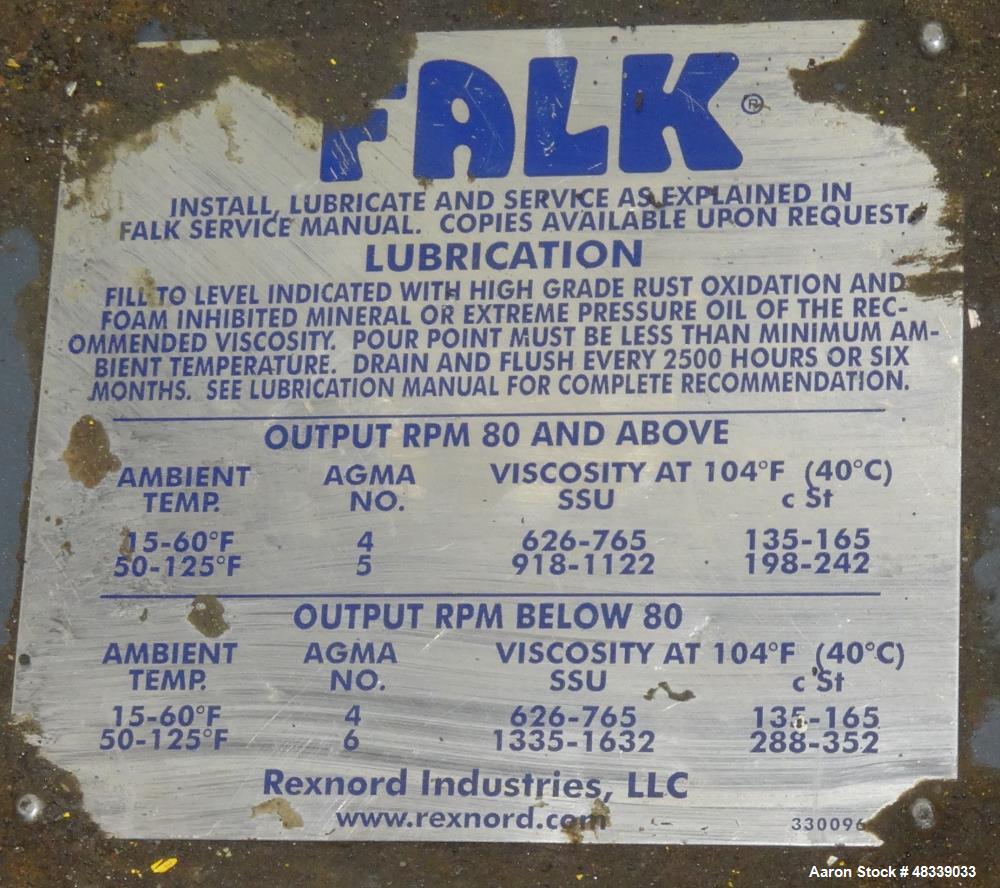 FALK®
INSTALL, LUBRICATE AND SERVICE AS EXPLAINED IN
FALK SERVICE MANUAL. COPIES AVAILABLE UPON REQUEST.
LUBRICATION
FILL TO LEVEL INDICATED WITH HIGH GRADE RUST OXIDATION AND
FOAM INHIBITED MINERAL OR EXTREME PRESSURE OIL OF THE REC-
OMMENDED VISCOSITY. POUR POINT MUST BE LESS THAN MINIMUM AM-
BIENT TEMPERATURE. DRAIN AND FLUSH EVERY 2500 HOURS OR SIX
MONTHS. SEE LUBRICATION MANUAL FOR COMPLETE RECOMMENDATION.
OUTPUT RPM 80 AND ABOVE
AMBIENT AGMA VISCOSITY AT 104°F (40°C)
TEMP. NO. SSU c St
15-60°F 4 626-765 135-165
50-125°F 5 918-1122 198-242
OUTPUT RPM BELOW 80
AMBIENT AGMA VISCOSITY AT 104°F (40°C)
TEMP. NO. SSU c St
15-60°F 4 626-765 135-165
50-125°F 6 1335-1632 288-352
Rexnord Industries, LLC
www.rexnord.com
Aaron Stock # 48339033